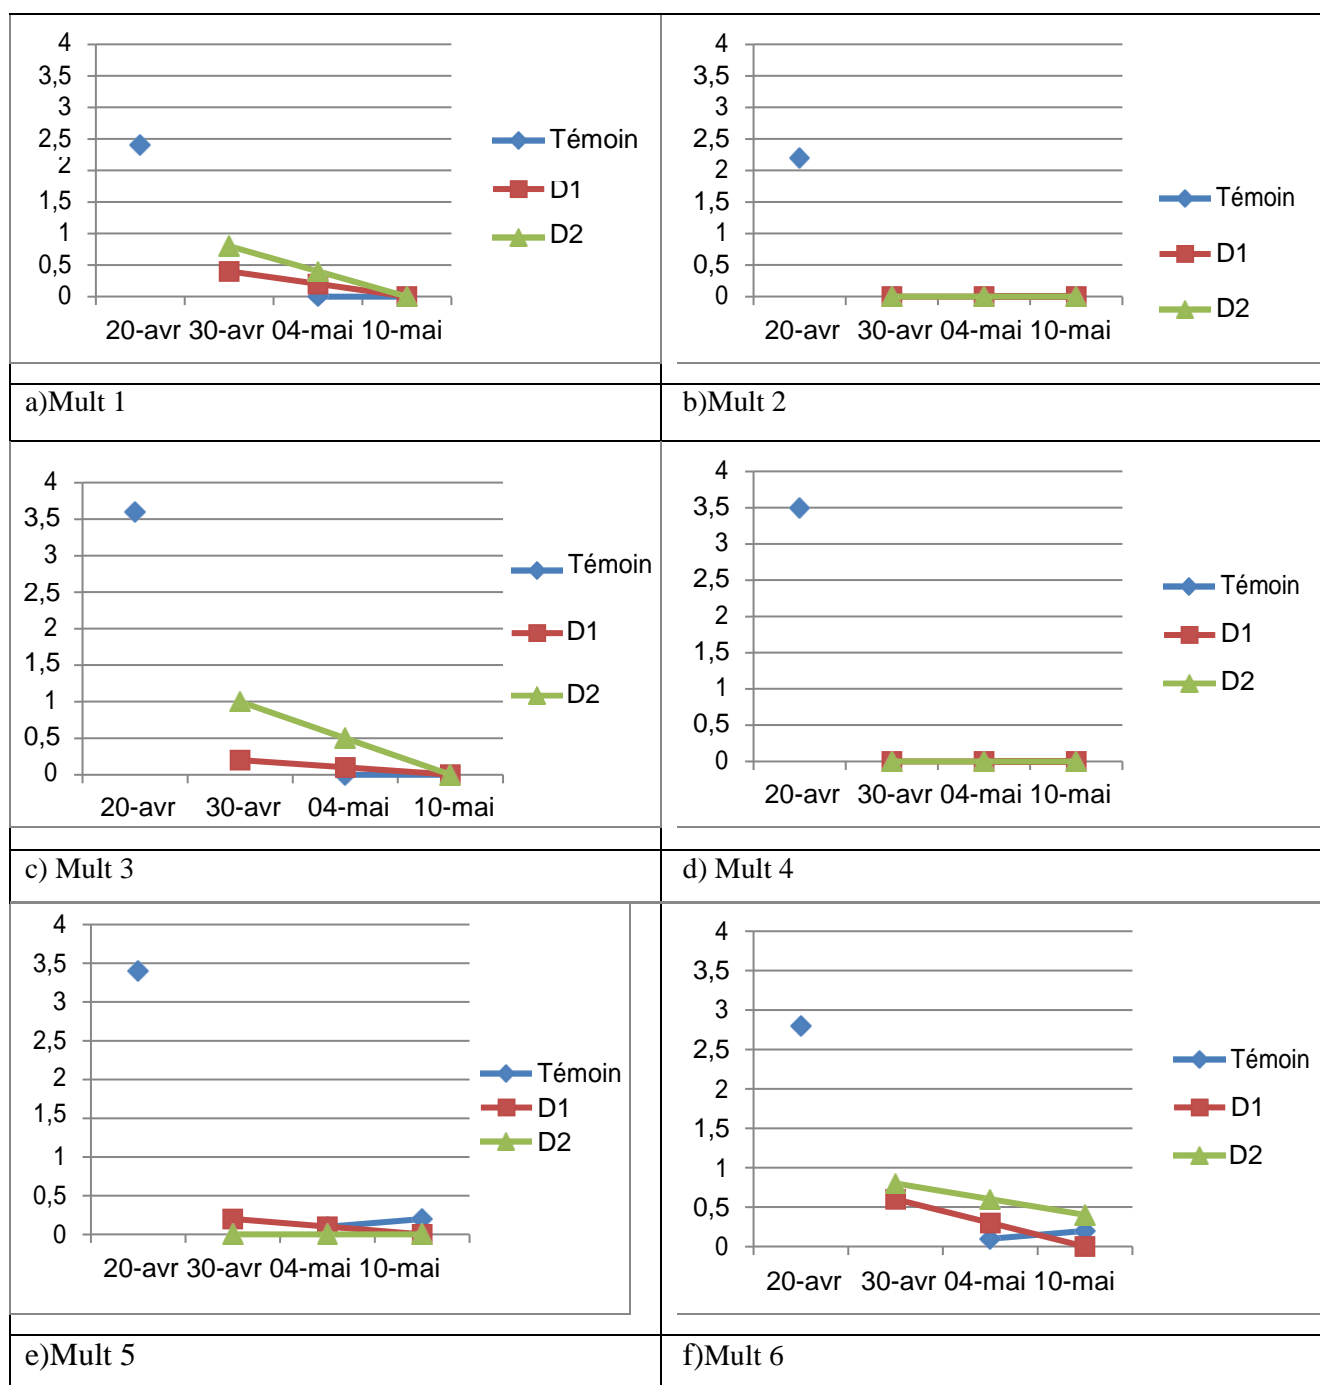 4
3,5
3
2,5
2
1,5
1
0,5
0
20-avr 30-avr 04-mai 10-mai
Témoin
D1
D2
4
3,5
3
2,5
2
1,5
1
0,5
0
20-avr 30-avr 04-mai 10-mai
Témoin
D1
D2
a)Mult 1
b)Mult 2
4
3,5
3
2,5
2
1,5
1
0,5
0
20-avr 30-avr 04-mai 10-mai
Témoin
D1
D2
4
3,5
3
2,5
2
1,5
1
0,5
0
20-avr 30-avr 04-mai 10-mai
Témoin
D1
D2
c) Mult 3
d) Mult 4
4
3,5
3
2,5
2
1,5
1
0,5
0
20-avr 30-avr 04-mai 10-mai
Témoin
D1
D2
4
3,5
3
2,5
2
1,5
1
0,5
0
20-avr 30-avr 04-mai 10-mai
Témoin
D1
D2
e)Mult 5
f)Mult 6